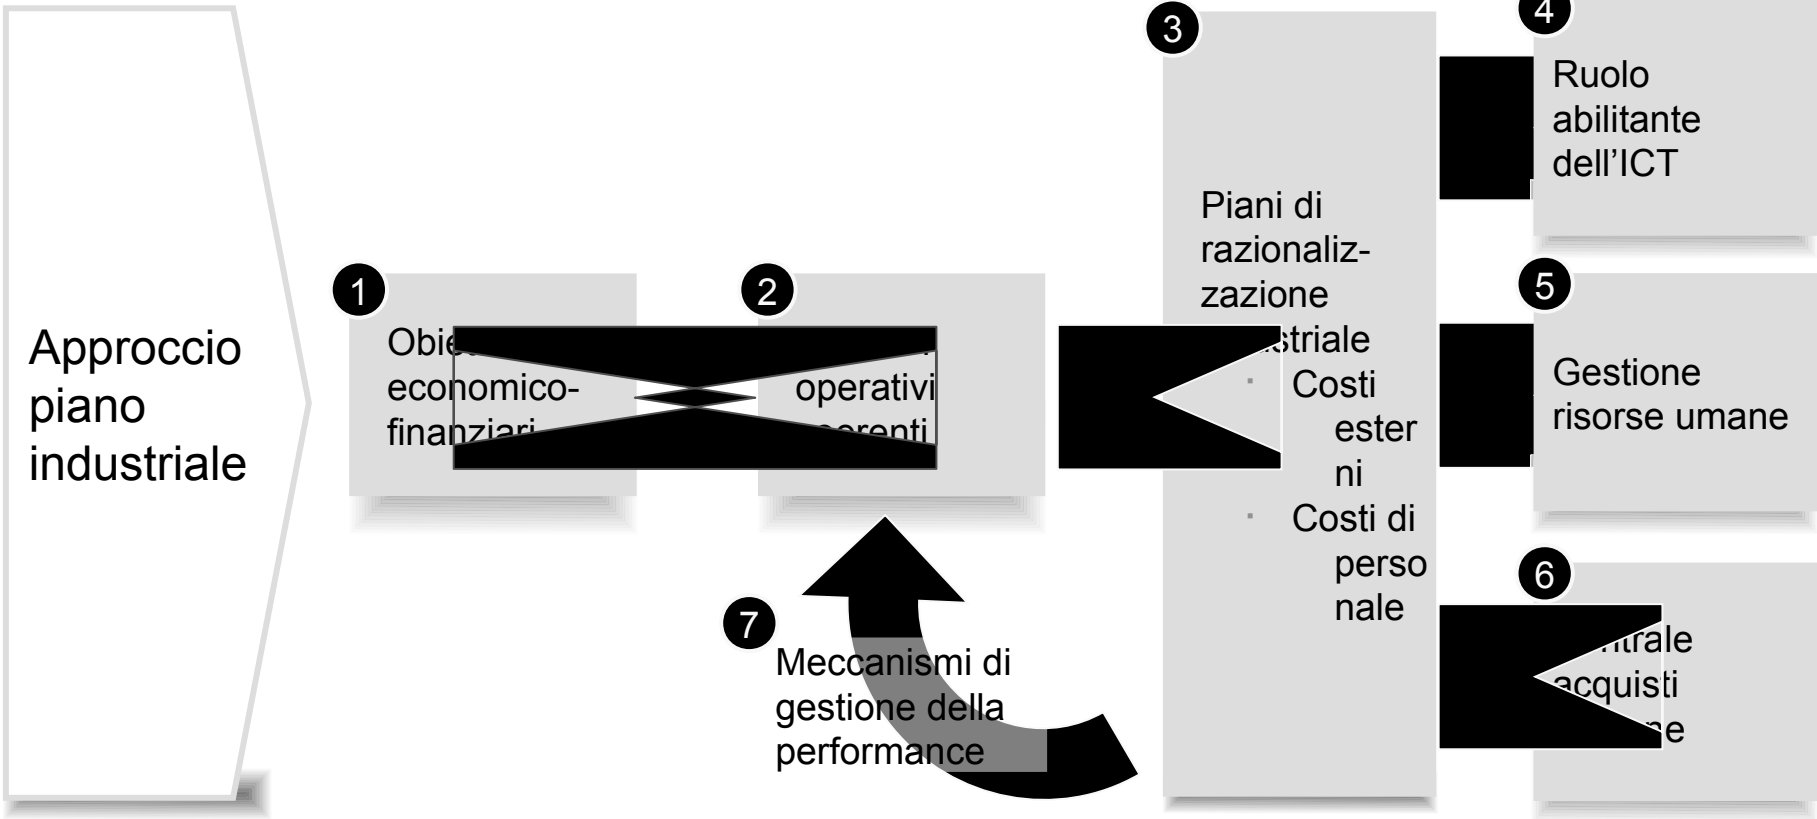 Approccio
piano
industriale
1
economico-
finanziari
2
operativi
3
Piani di
razionaliz-
zazione
Costi
ester
ni
Costi di
perso
nale
4
Ruolo
abilitante
dell’ICT
5
Gestione
risorse umane
6
acquisti
7
Meccanismi di
gestione della
performance